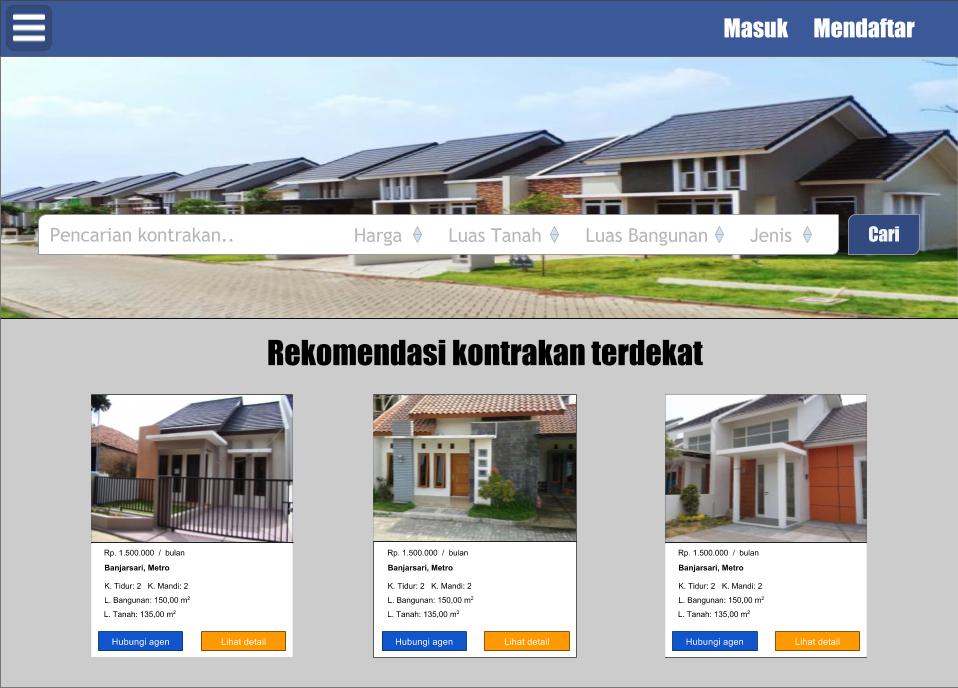 Masuk Mendaftar
Pencarian kontrakan.. Harga Luas Tanah Luas Bangunan Jenis Cari
Rekomendasi kontrakan terdekat
Rp. 1.500.000 / bulan
Banjarsari, Metro
K. Tidur: 2 K. Mandi: 2
L. Bangunan: 150,00 m²
L. Tanah: 135,00 m²
Hubungi agen Lihat detail
Rp. 1.500.000 / bulan
Banjarsari, Metro
K. Tidur: 2 K. Mandi: 2
L. Bangunan: 150,00 m²
L. Tanah: 135,00 m²
Hubungi agen Lihat detail
Rp. 1.500.000 / bulan
Banjarsari, Metro
K. Tidur: 2 K. Mandi: 2
L. Bangunan: 150,00 m²
L. Tanah: 135,00 m²
Hubungi agen Lihat detail